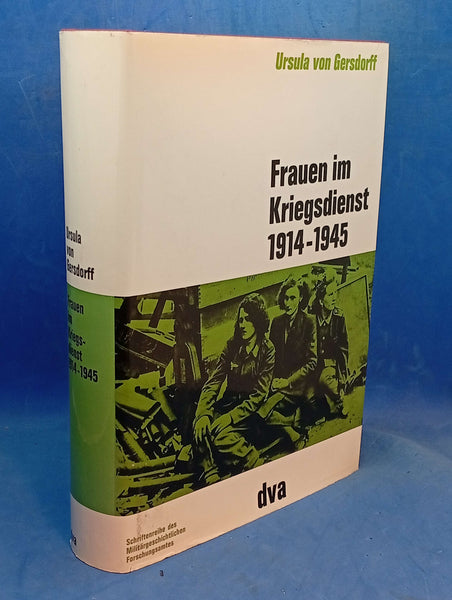 Ursula von Gersdorff
Frauen im
Kriegsdienst
1914-1945
dva
Schriftenreihe des
Militärgeschichtlichen
Forschungsamtes
Ursula
von
Gersdorff
Frauen
im
Kriegs-
dienst
1914-1945